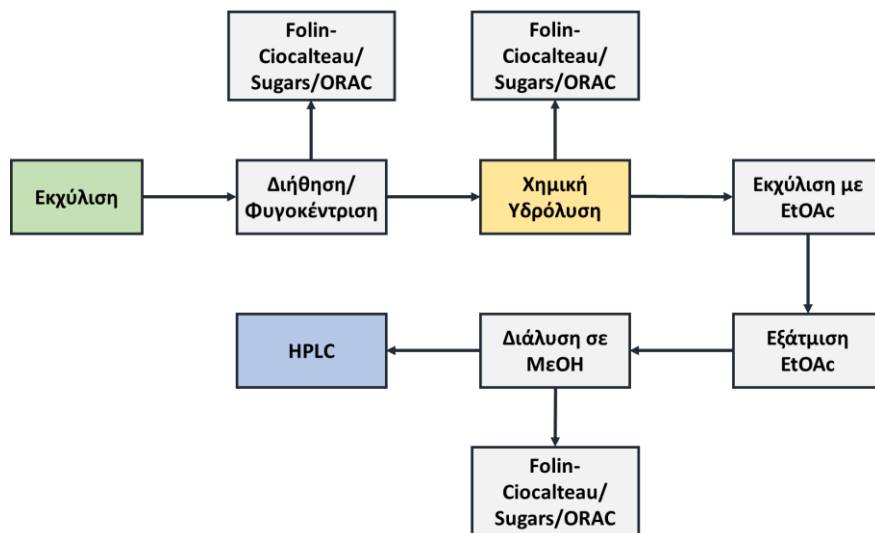 Folin-
Ciocalteau/
Sugars/ORAC
Folin-
Ciocalteau/
Sugars/ORAC
Εκχύλιση
Διήθηση/
Φυγοκέντριση
Χημική
Υδρόλυση
Εκχύλιση με
EtOAc
HPLC
Διάλυση σε
ΜεΟΗ
Εξάτμιση
EtOAc
Folin-
Ciocalteau/
Sugars/ORAC